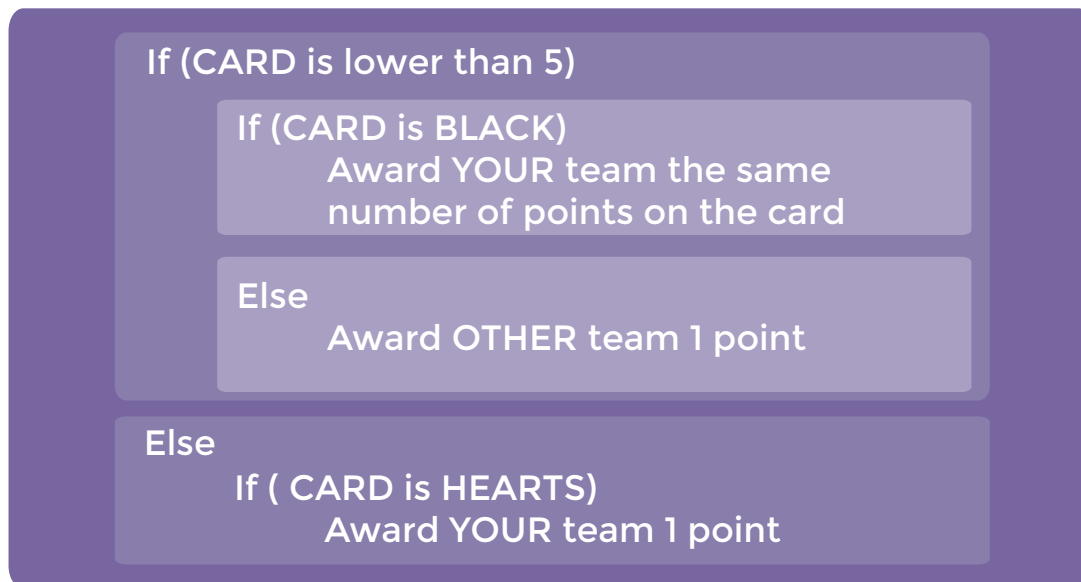 If (CARD is lower than 5)
If (CARD is BLACK)
Award YOUR team the same
number of points on the card
Else
Award OTHER team 1 point
Else
If ( CARD is HEARTS)
Award YOUR team 1 point